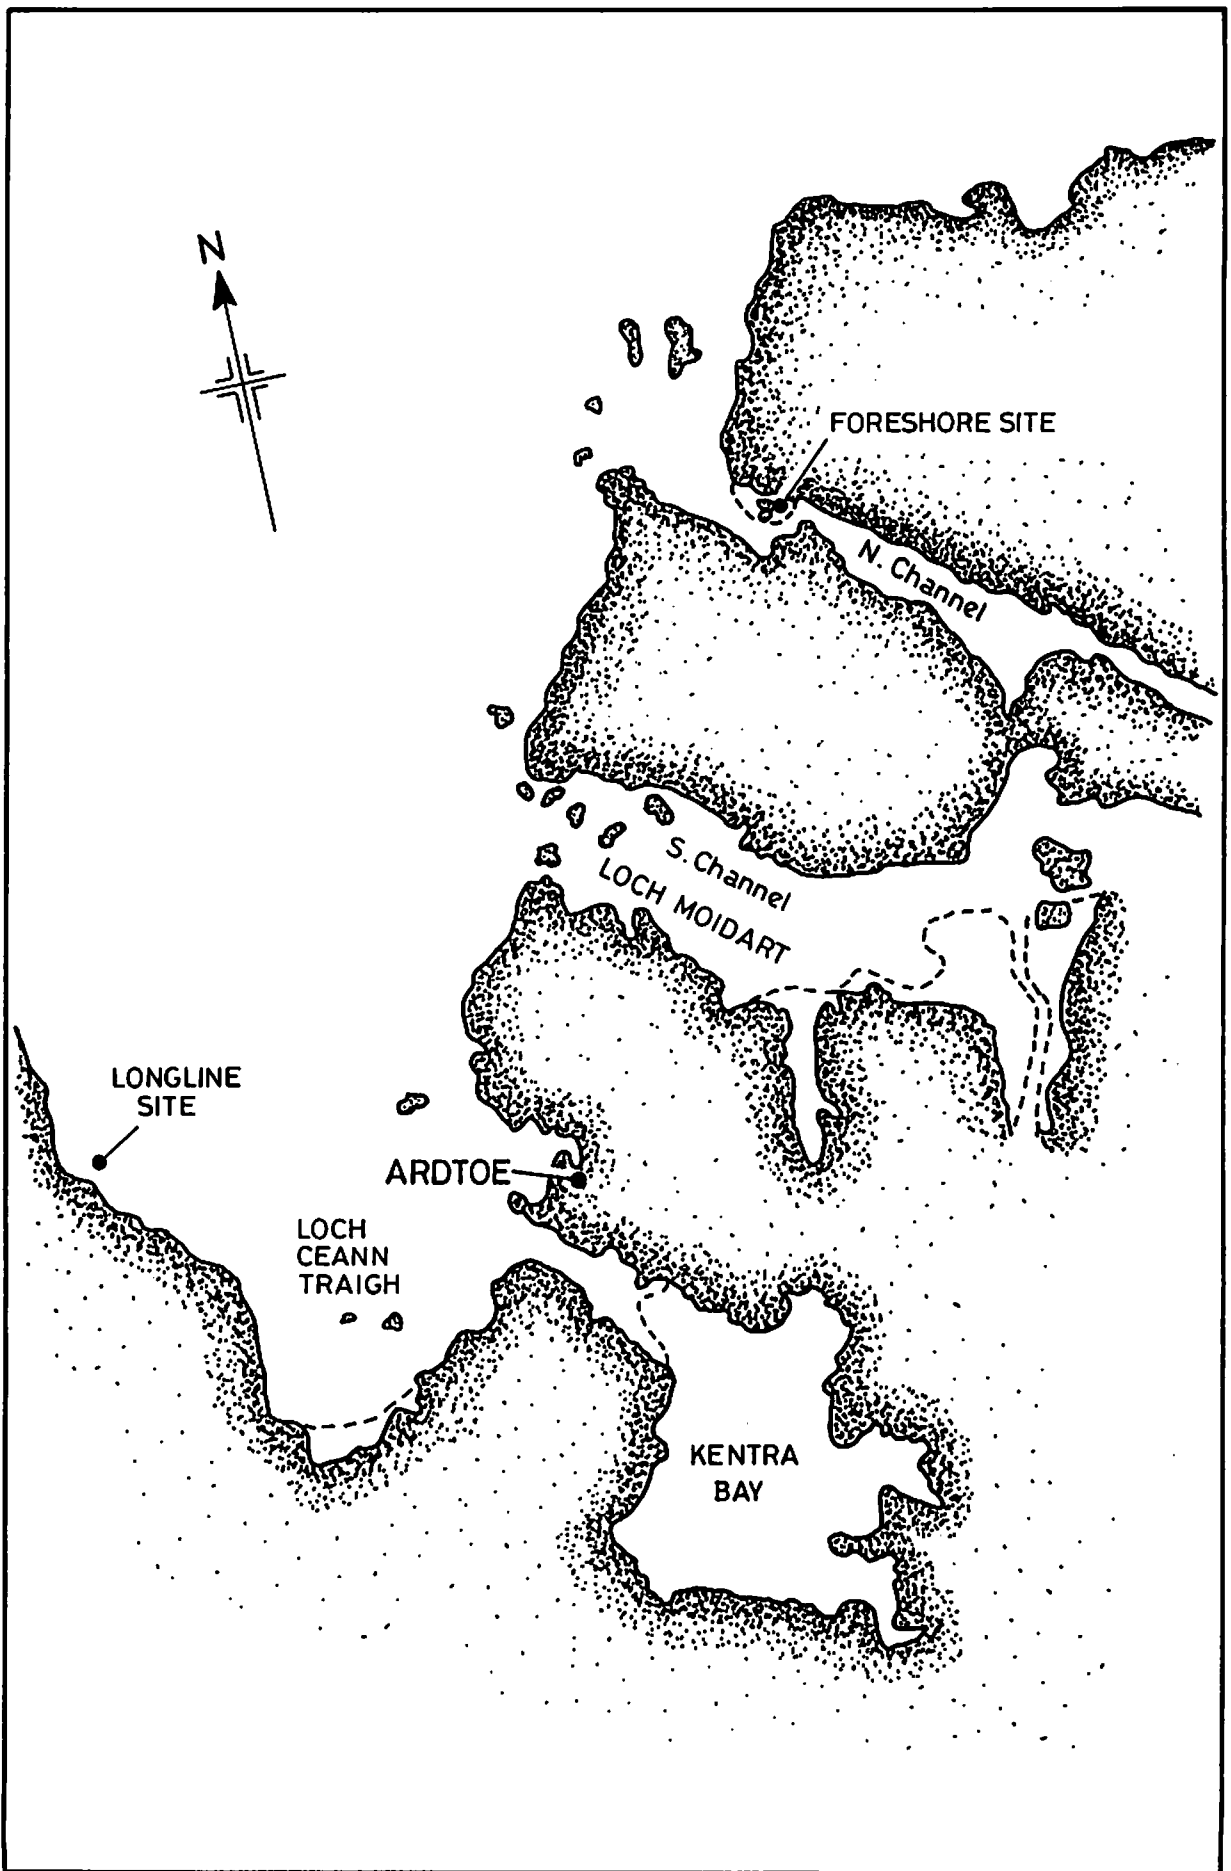 N
FORESHORE SITE
N. Channel
S. Channel
LOCH MOIDART
LONGLINE
SITE
ARDTOE
LOCH
CEANN
TRAIGH
KENTRA
BAY